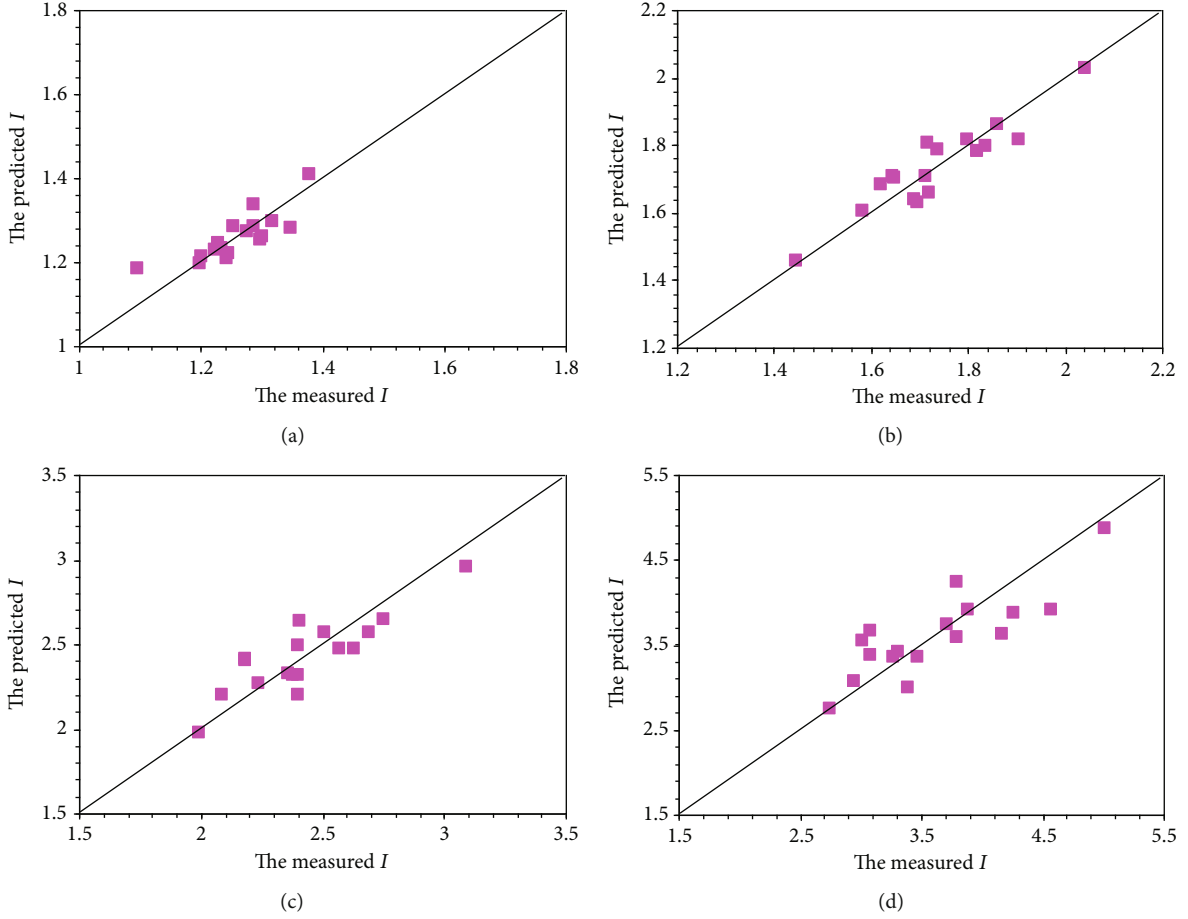 The predicted I
1.8
1.6
1.4
1.2
1
1 1.2 1.4 1.6 1.8
The measured I
(a)
The predicted I
2.2
2
1.8
1.6
1.4
1.2
1.2 1.4 1.6 1.8 2 2.2
The measured I
(b)
The predicted I
3.5
3
2.5
2
1.5
1.5 2 2.5 3 3.5
The measured I
(c)
The predicted I
5.5
4.5
3.5
2.5
1.5
1.5 2.5 3.5 4.5 5.5
The measured I
(d)